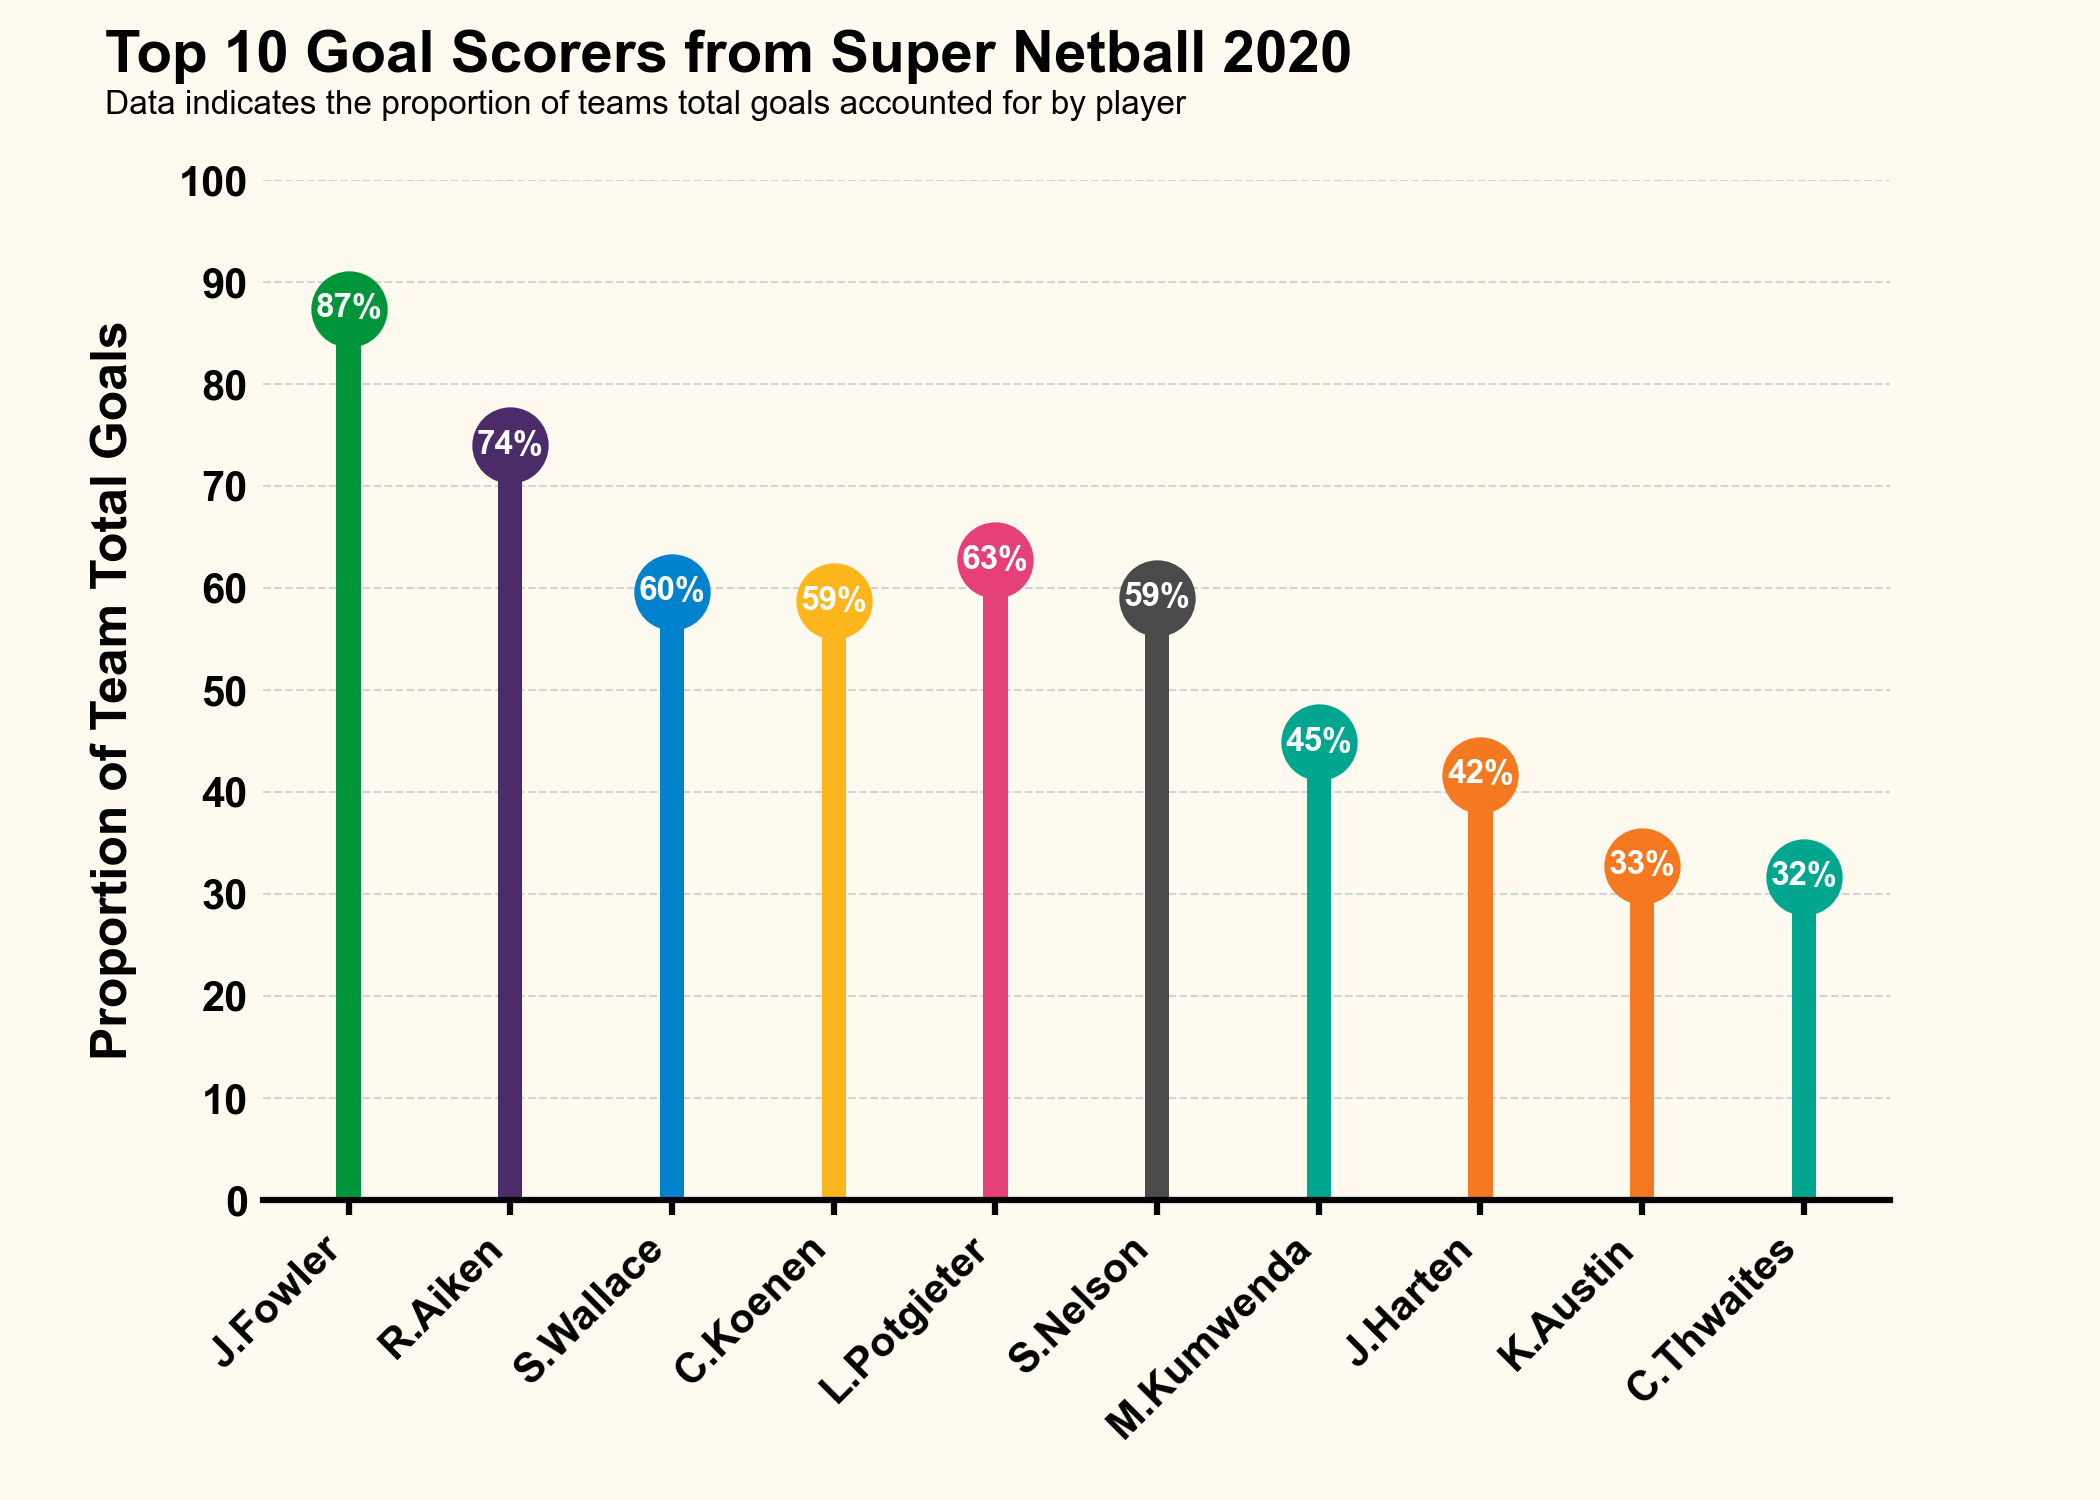 Top 10 Goal Scorers from Super Netball 2020
Data indicates the proportion of teams total goals accounted for by player
Proportion of Team Total Goals
100
90
80
70
60
50
40
30
20
10
0
87%
74%
60%
59%
63%
59%
45%
42%
33%
32%
J.Fowler
R.Aiken
S.Wallace
C.Koenen
L.Potgieter
S.Nelson
M.Kumwenda
J.Harten
K.Austin
C.Thwaites